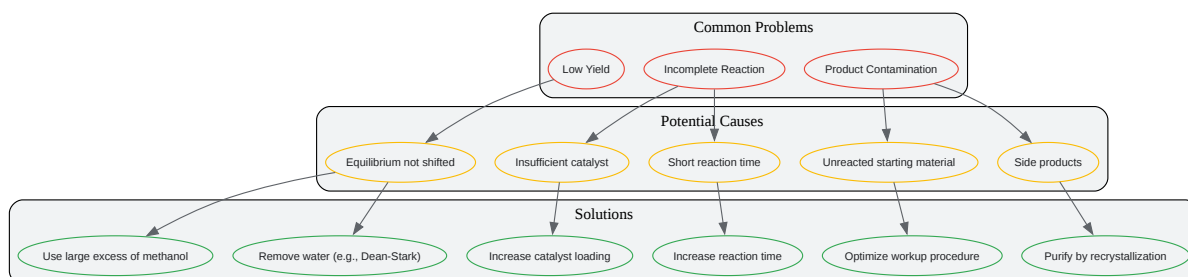 Common Problems
Low Yield
Incomplete Reaction
Product Contamination
Potential Causes
Equilibrium not shifted
Insufficient catalyst
Short reaction time
Unreacted starting material
Side products
Solutions
Use large excess of methanol
Remove water (e.g., Dean-Stark)
Increase catalyst loading
Increase reaction time
Optimize workup procedure
Purify by recrystallization